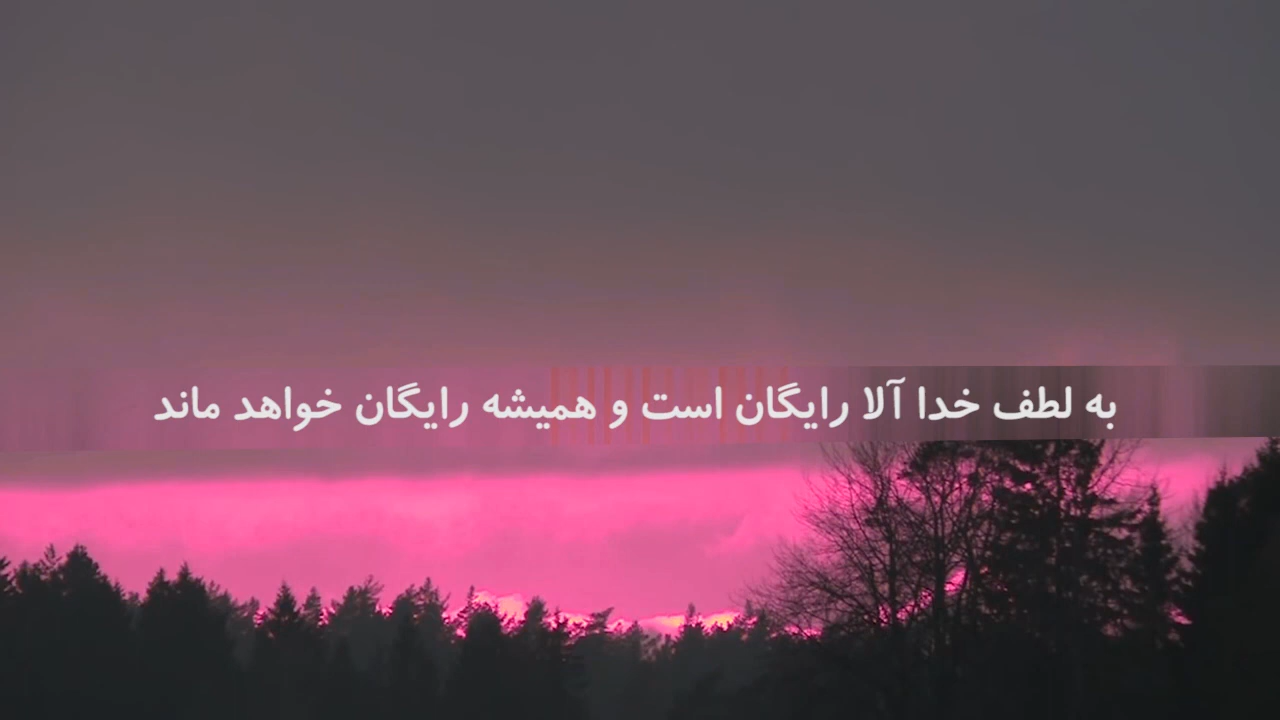 به لطف خدا آلا رایگان است و همیشه رایگان خواهد ماند